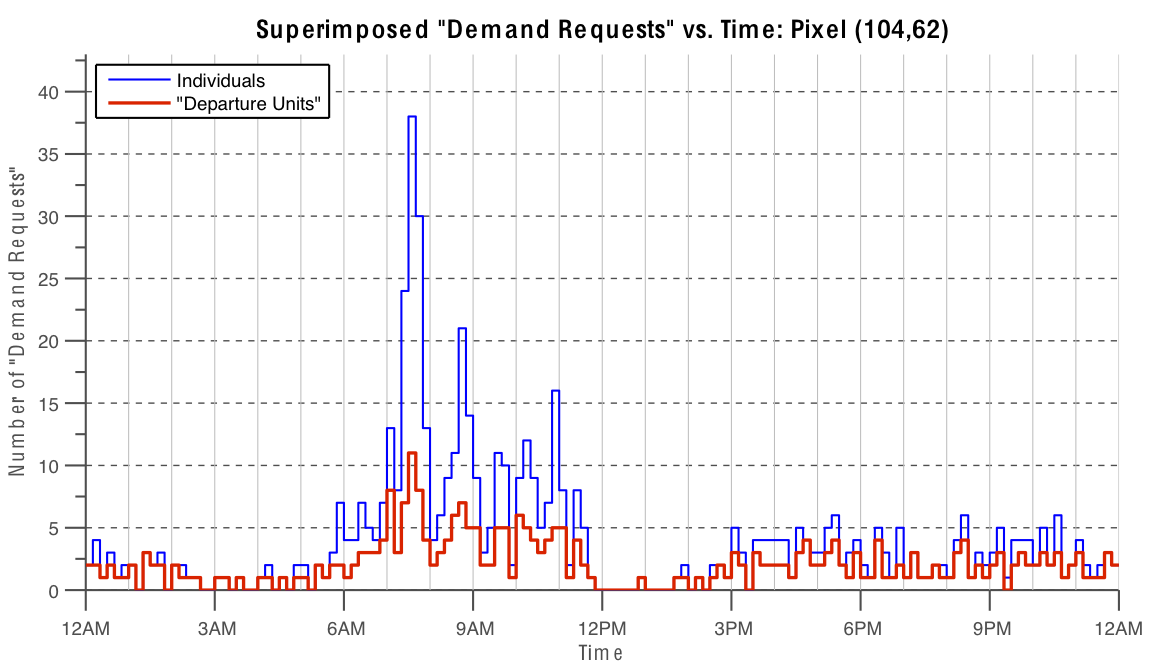 Superimposed "Demand Requests" vs. Time: Pixel (104,62)
Individuals
"Departure Units"
Number of "Demand Requests"
40
35
30
25
20
15
10
5
0
12AM 3AM 6AM 9AM 12PM 3PM 6PM 9PM 12AM
Time